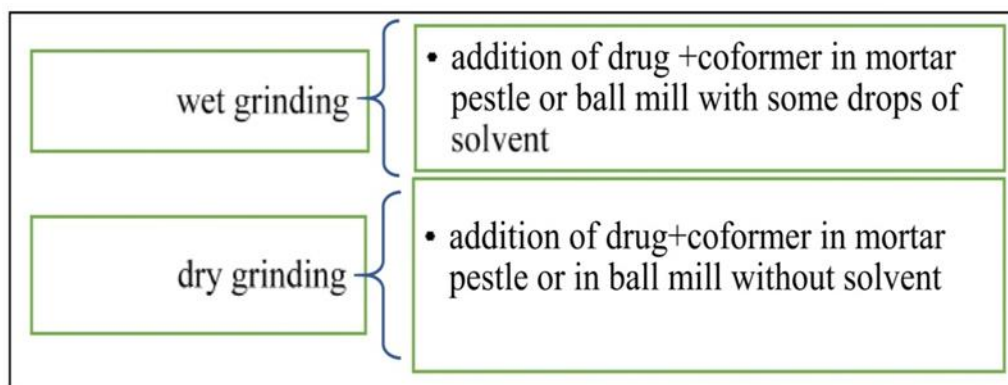 wet grinding
• addition of drug +coformer in mortar
pestle or ball mill with some drops of
solvent
dry grinding
• addition of drug+coformer in mortar
pestle or in ball mill without solvent